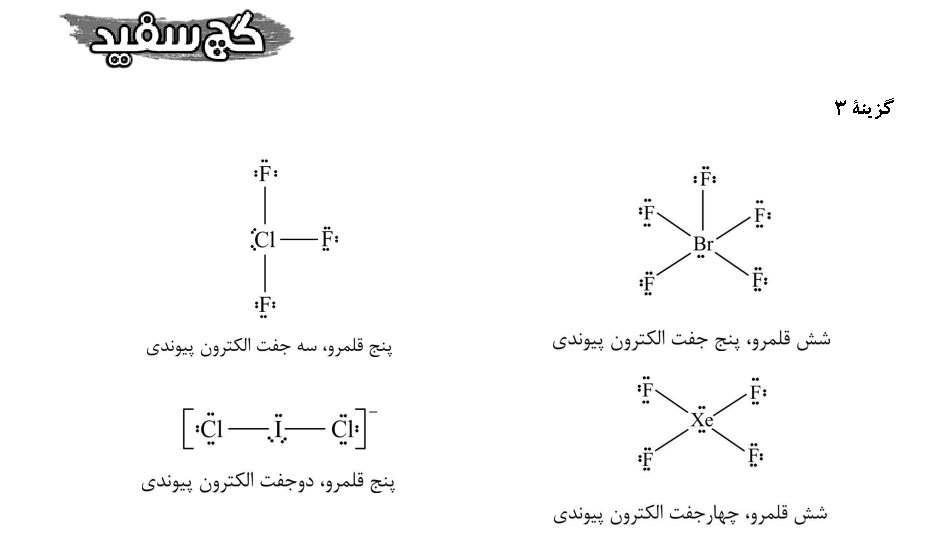 گچ سفید
گزینهٔ ۳
F
F F
Br
F F
شش قلمرو، پنج جفت الکترون پیوندی
F
Cl F
F
پنج قلمرو، سه جفت الکترون پیوندی
F F
Xe
F F
شش قلمرو، چهارجفت الکترون پیوندی
[Cl — I — Cl]⁻
پنج قلمرو، دوجفت الکترون پیوندی